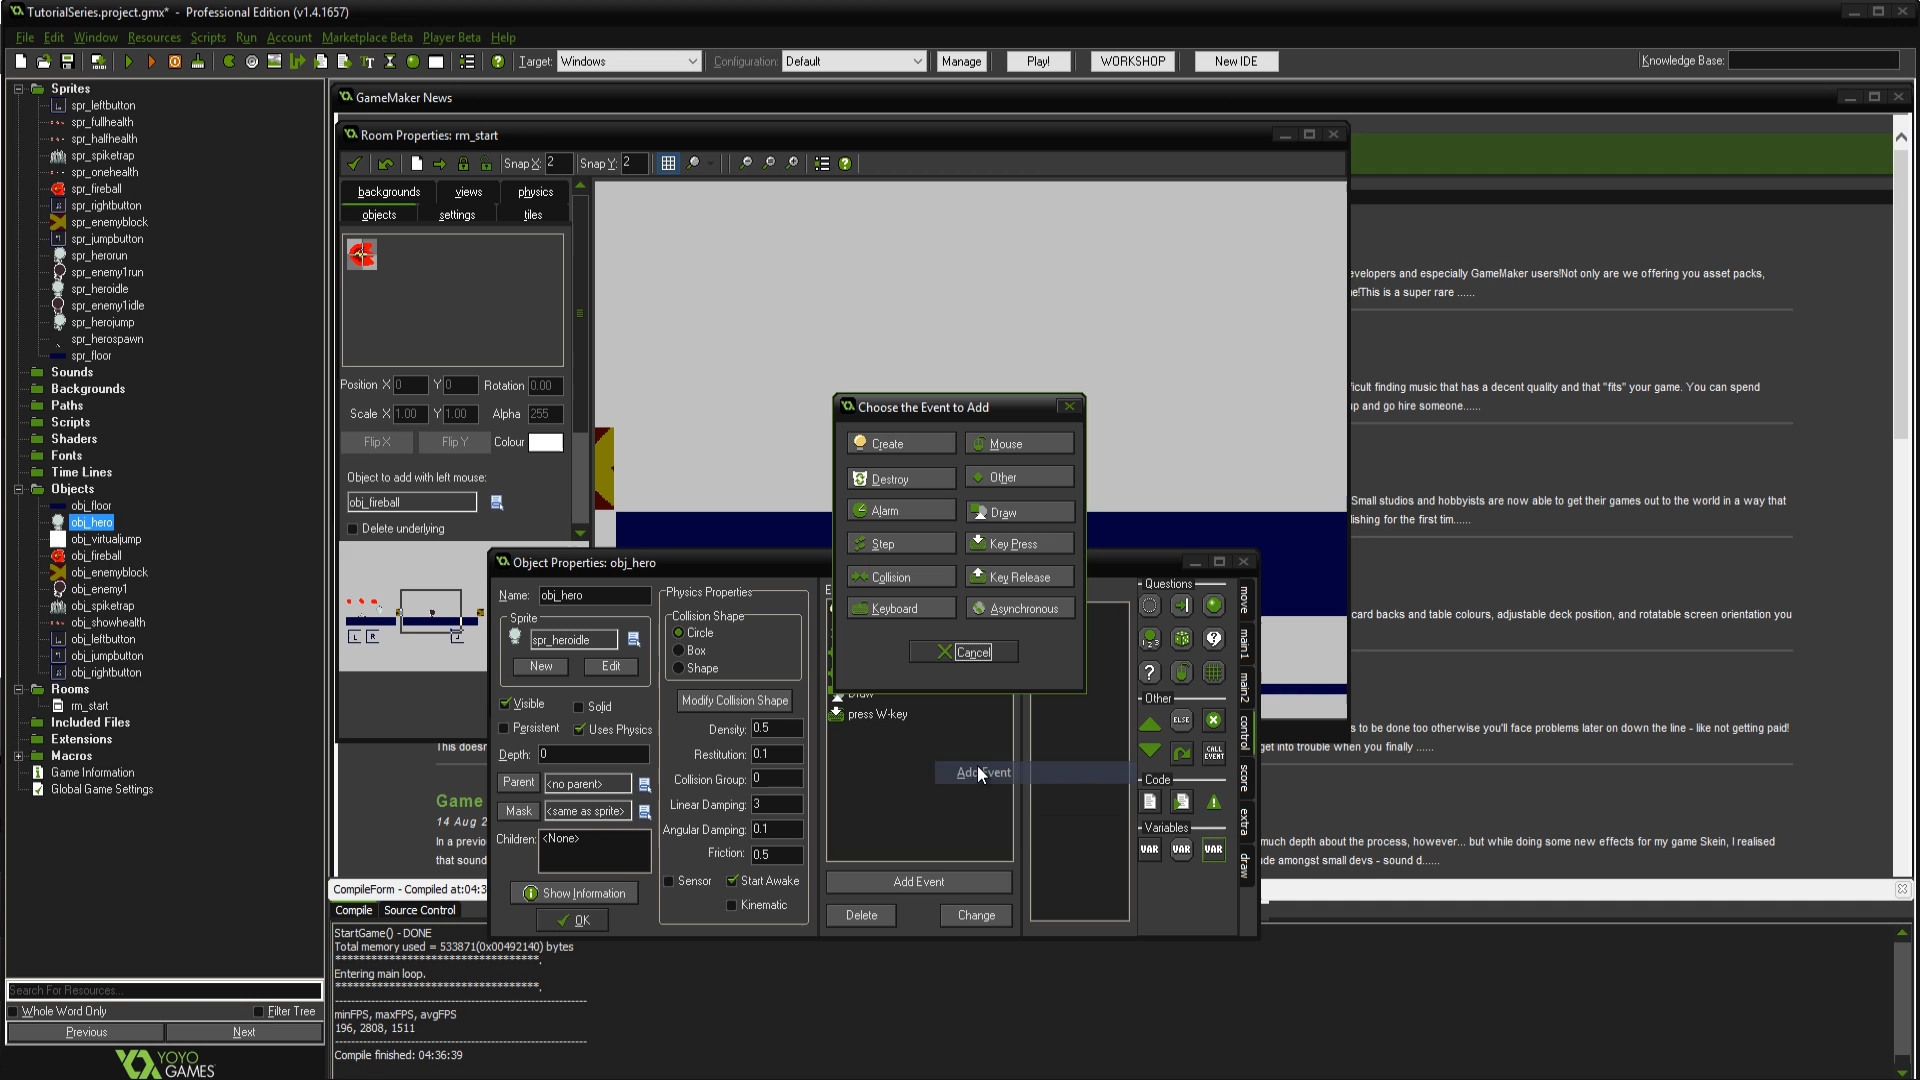 TutorialSeries.project.gmx* - Professional Edition (v1.4.1657)
File Edit Window Resources Scripts Run Account Marketplace Beta Player Beta Help
Target: Windows Configuration: Default Manage Play! WORKSHOP New IDE Knowledge Base:
Sprites
spr_leftbutton
spr_fullhealth
spr_halfhealth
spr_spiketrap
spr_onehealth
spr_fireball
spr_rightbutton
spr_enemyblock
spr_jumpbutton
spr_herorun
spr_enemy1run
spr_heroidle
spr_enemy1idle
spr_herojump
spr_herospawn
spr_floor
Sounds
Backgrounds
Paths
Scripts
Shaders
Fonts
Time Lines
Objects
obj_floor
obj_hero
obj_virtualjump
obj_fireball
obj_enemyblock
obj_enemy1
obj_spiketrap
obj_showhealth
obj_leftbutton
obj_jumpbutton
obj_rightbutton
Rooms
rm_start
Included Files
Extensions
Macros
Game Information
Global Game Settings
Search For Resources...
Whole Word Only Filter Tree
Previous Next
YOYO
GAMES
GameMaker News
Room Properties: rm_start
Snap X: 2 Snap Y: 2
backgrounds views physics
objects settings tiles
Position X 0 Y 0 Rotation 0.00
Scale X 1.00 Y 1.00 Alpha 255
Flip X Flip Y Colour
Object to add with left mouse:
obj_fireball
Delete underlying
L R
evelopers and especially GameMaker users!Not only are we offering you asset packs,
e!This is a super rare ......
ficult finding music that has a decent quality and that "fits" your game. You can spend
p and go hire someone......
Small studios and hobbyists are now able to get their games out to the world in a way that
lishing for the first tim......
card backs and table colours, adjustable deck position, and rotatable screen orientation you
s to be done too otherwise you'll face problems later on down the line - like not getting paid!
get into trouble when you finally ......
much depth about the process, however... but while doing some new effects for my game Skein, I realised
de amongst small devs - sound d......
This doesn
Game
14 Aug 2
In a previo
that sound
Choose the Event to Add
Create Mouse
Destroy Other
Alarm Draw
Step Key Press
Collision Key Release
Keyboard Asynchronous
Cancel
Object Properties: obj_hero
Name: obj_hero
Sprite
spr_heroidle
New Edit
Visible Solid
Persistent Uses Physics
Depth: 0
Parent <no parent>
Mask <same as sprite>
Children: <None>
Show Information
OK
Physics Properties
Collision Shape
Circle
Box
Shape
Modify Collision Shape
Density: 0.5
Restitution: 0.1
Collision Group: 0
Linear Damping: 3
Angular Damping: 0.1
Friction: 0.5
Sensor Start Awake
Kinematic
E
Draw
press W-key
Add Event
Add Event
Delete Change
Questions
Other
ELSE
CALL EVENT
Code
Variables
VAR VAR VAR
move
main1
main2
control
score
extra
draw
CompileForm - Compiled at:04:3
Compile Source Control
StartGame() - DONE
Total memory used = 533871(0x00492140) bytes
**********************************.
Entering main loop.
**********************************.
minFPS, maxFPS, avgFPS
196, 2808, 1511
Compile finished: 04:36:39